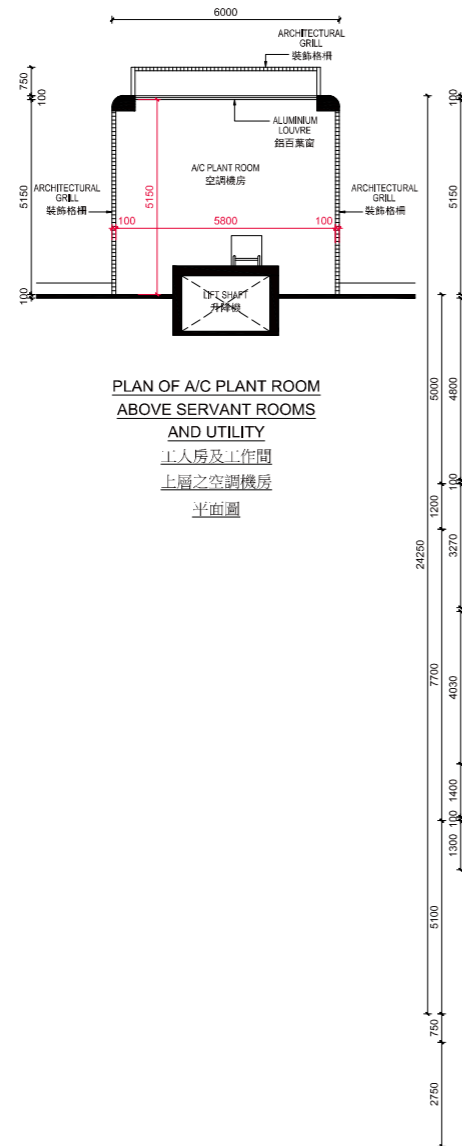 6000
ARCHITECTURAL
GRILL
裝飾格柵
750
100
100
ALUMINIUM
LOUVRE
鋁百葉窗
A/C PLANT ROOM
空調機房
5150
ARCHITECTURAL
GRILL
裝飾格柵
5150
ARCHITECTURAL
GRILL
裝飾格柵
5150
100
5800
100
100
LIFT SHAFT
升降機
PLAN OF A/C PLANT ROOM
ABOVE SERVANT ROOMS
AND UTILITY
工人房及工作間
上層之空調機房
平面圖
5000
4800
100
1200
3270
24250
7700
4030
1400
100
1300
5100
750
2750